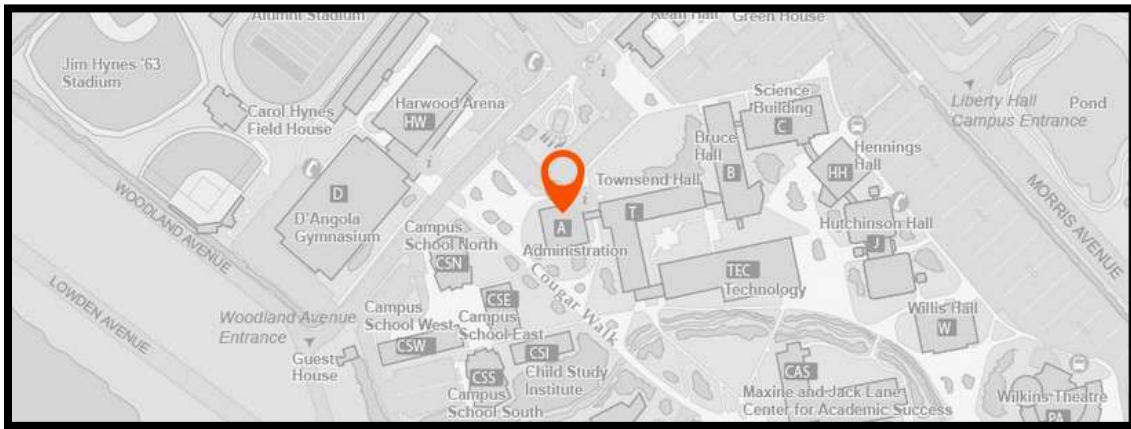 Alumni Stadium
Kean Hall
Green House
Jim Hynes '63
Stadium
Harwood Arena
HW
Carol Hynes
Field House
Science
Building
C
Liberty Hall
Campus Entrance
Pond
Bruce
Hall
B
Hennings
Hall
HH
Townsend Hall
T
D
D'Angola
Gymnasium
WOODLAND AVENUE
MORRIS AVENUE
A
Administration
Campus
School North
CSN
Hutchinson Hall
J
TEC
Technology
Cougar Walk
LOWDEN AVENUE
Woodland Avenue
Entrance
Campus
School West
CSW
CSE
Campus
School East
CSI
Child Study
Institute
Willis Hall
W
Guest
House
CSS
Campus
School South
CAS
Maxine and Jack Lane
Center for Academic Success
Wilkins Theatre
PA